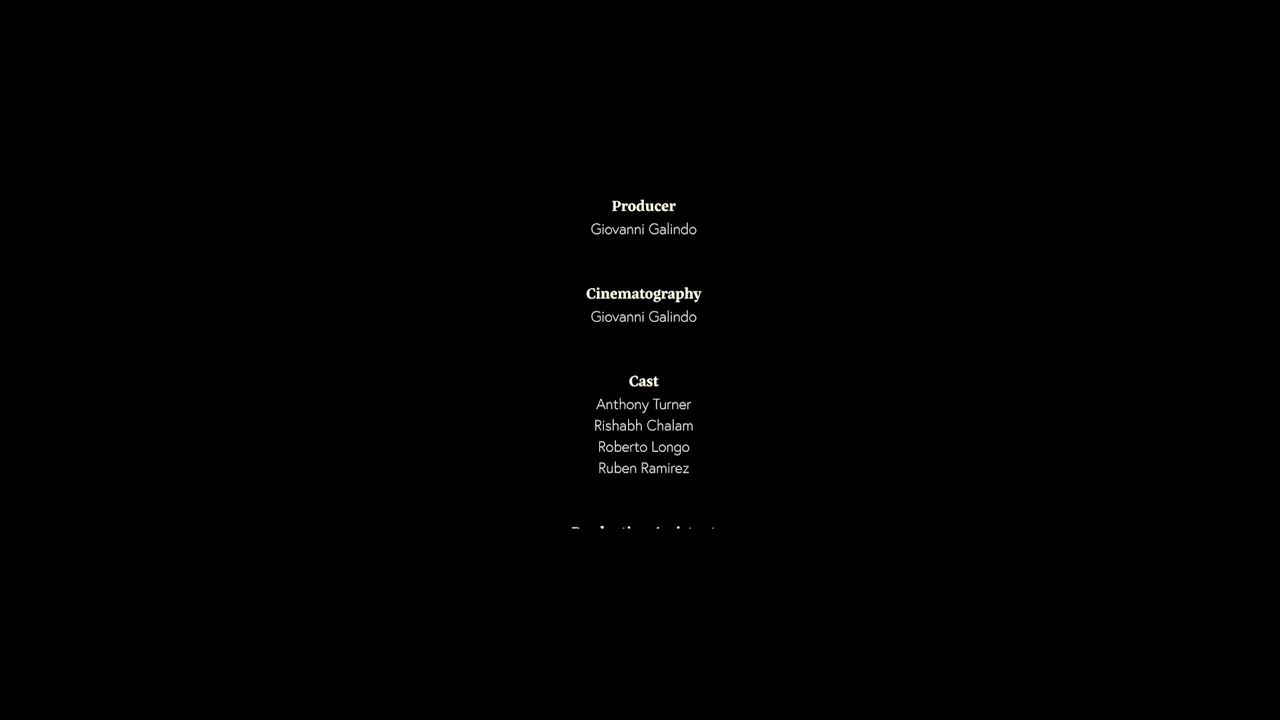 Producer
Giovanni Galindo
Cinematography
Giovanni Galindo
Cast
Anthony Turner
Rishabh Chalam
Roberto Longo
Ruben Ramirez